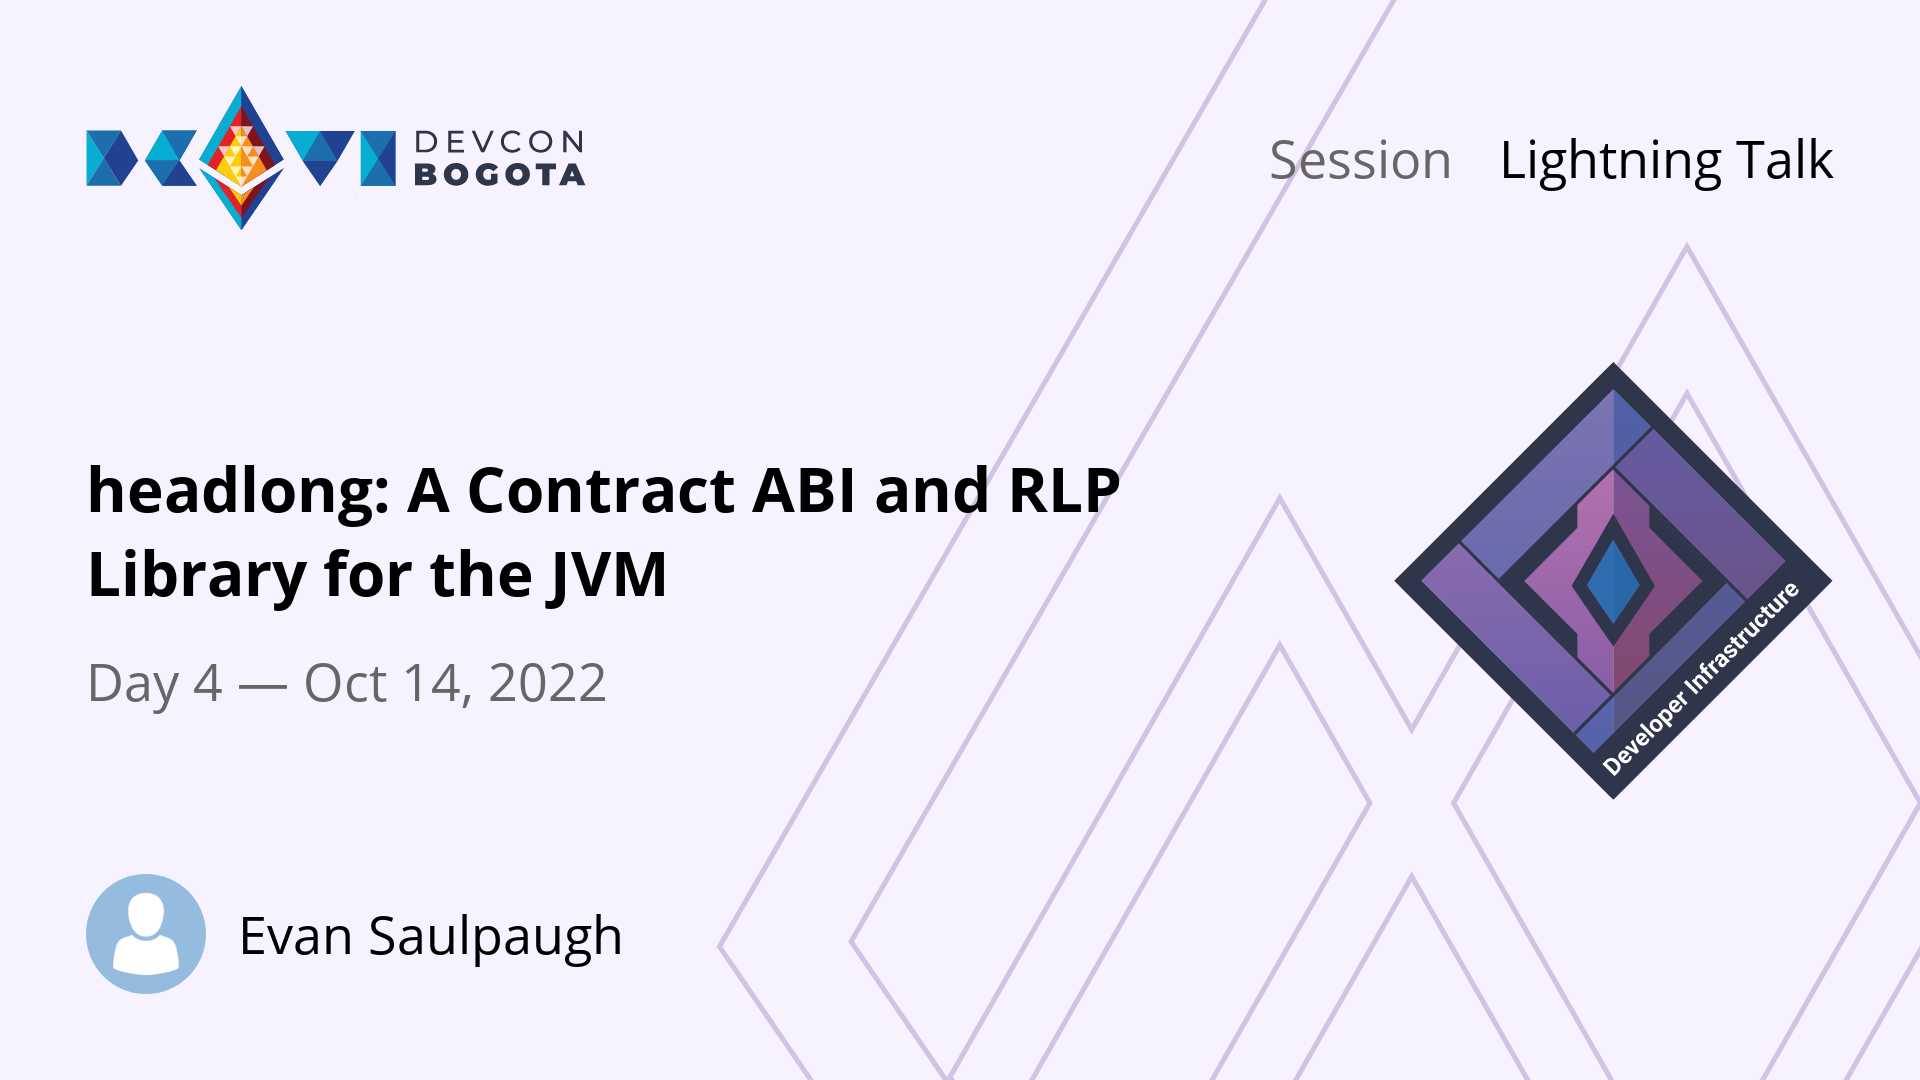 DEVCON
BOGOTA
Session Lightning Talk
headlong: A Contract ABI and RLP
Library for the JVM
Day 4 — Oct 14, 2022
Developer Infrastructure
Evan Saulpaugh